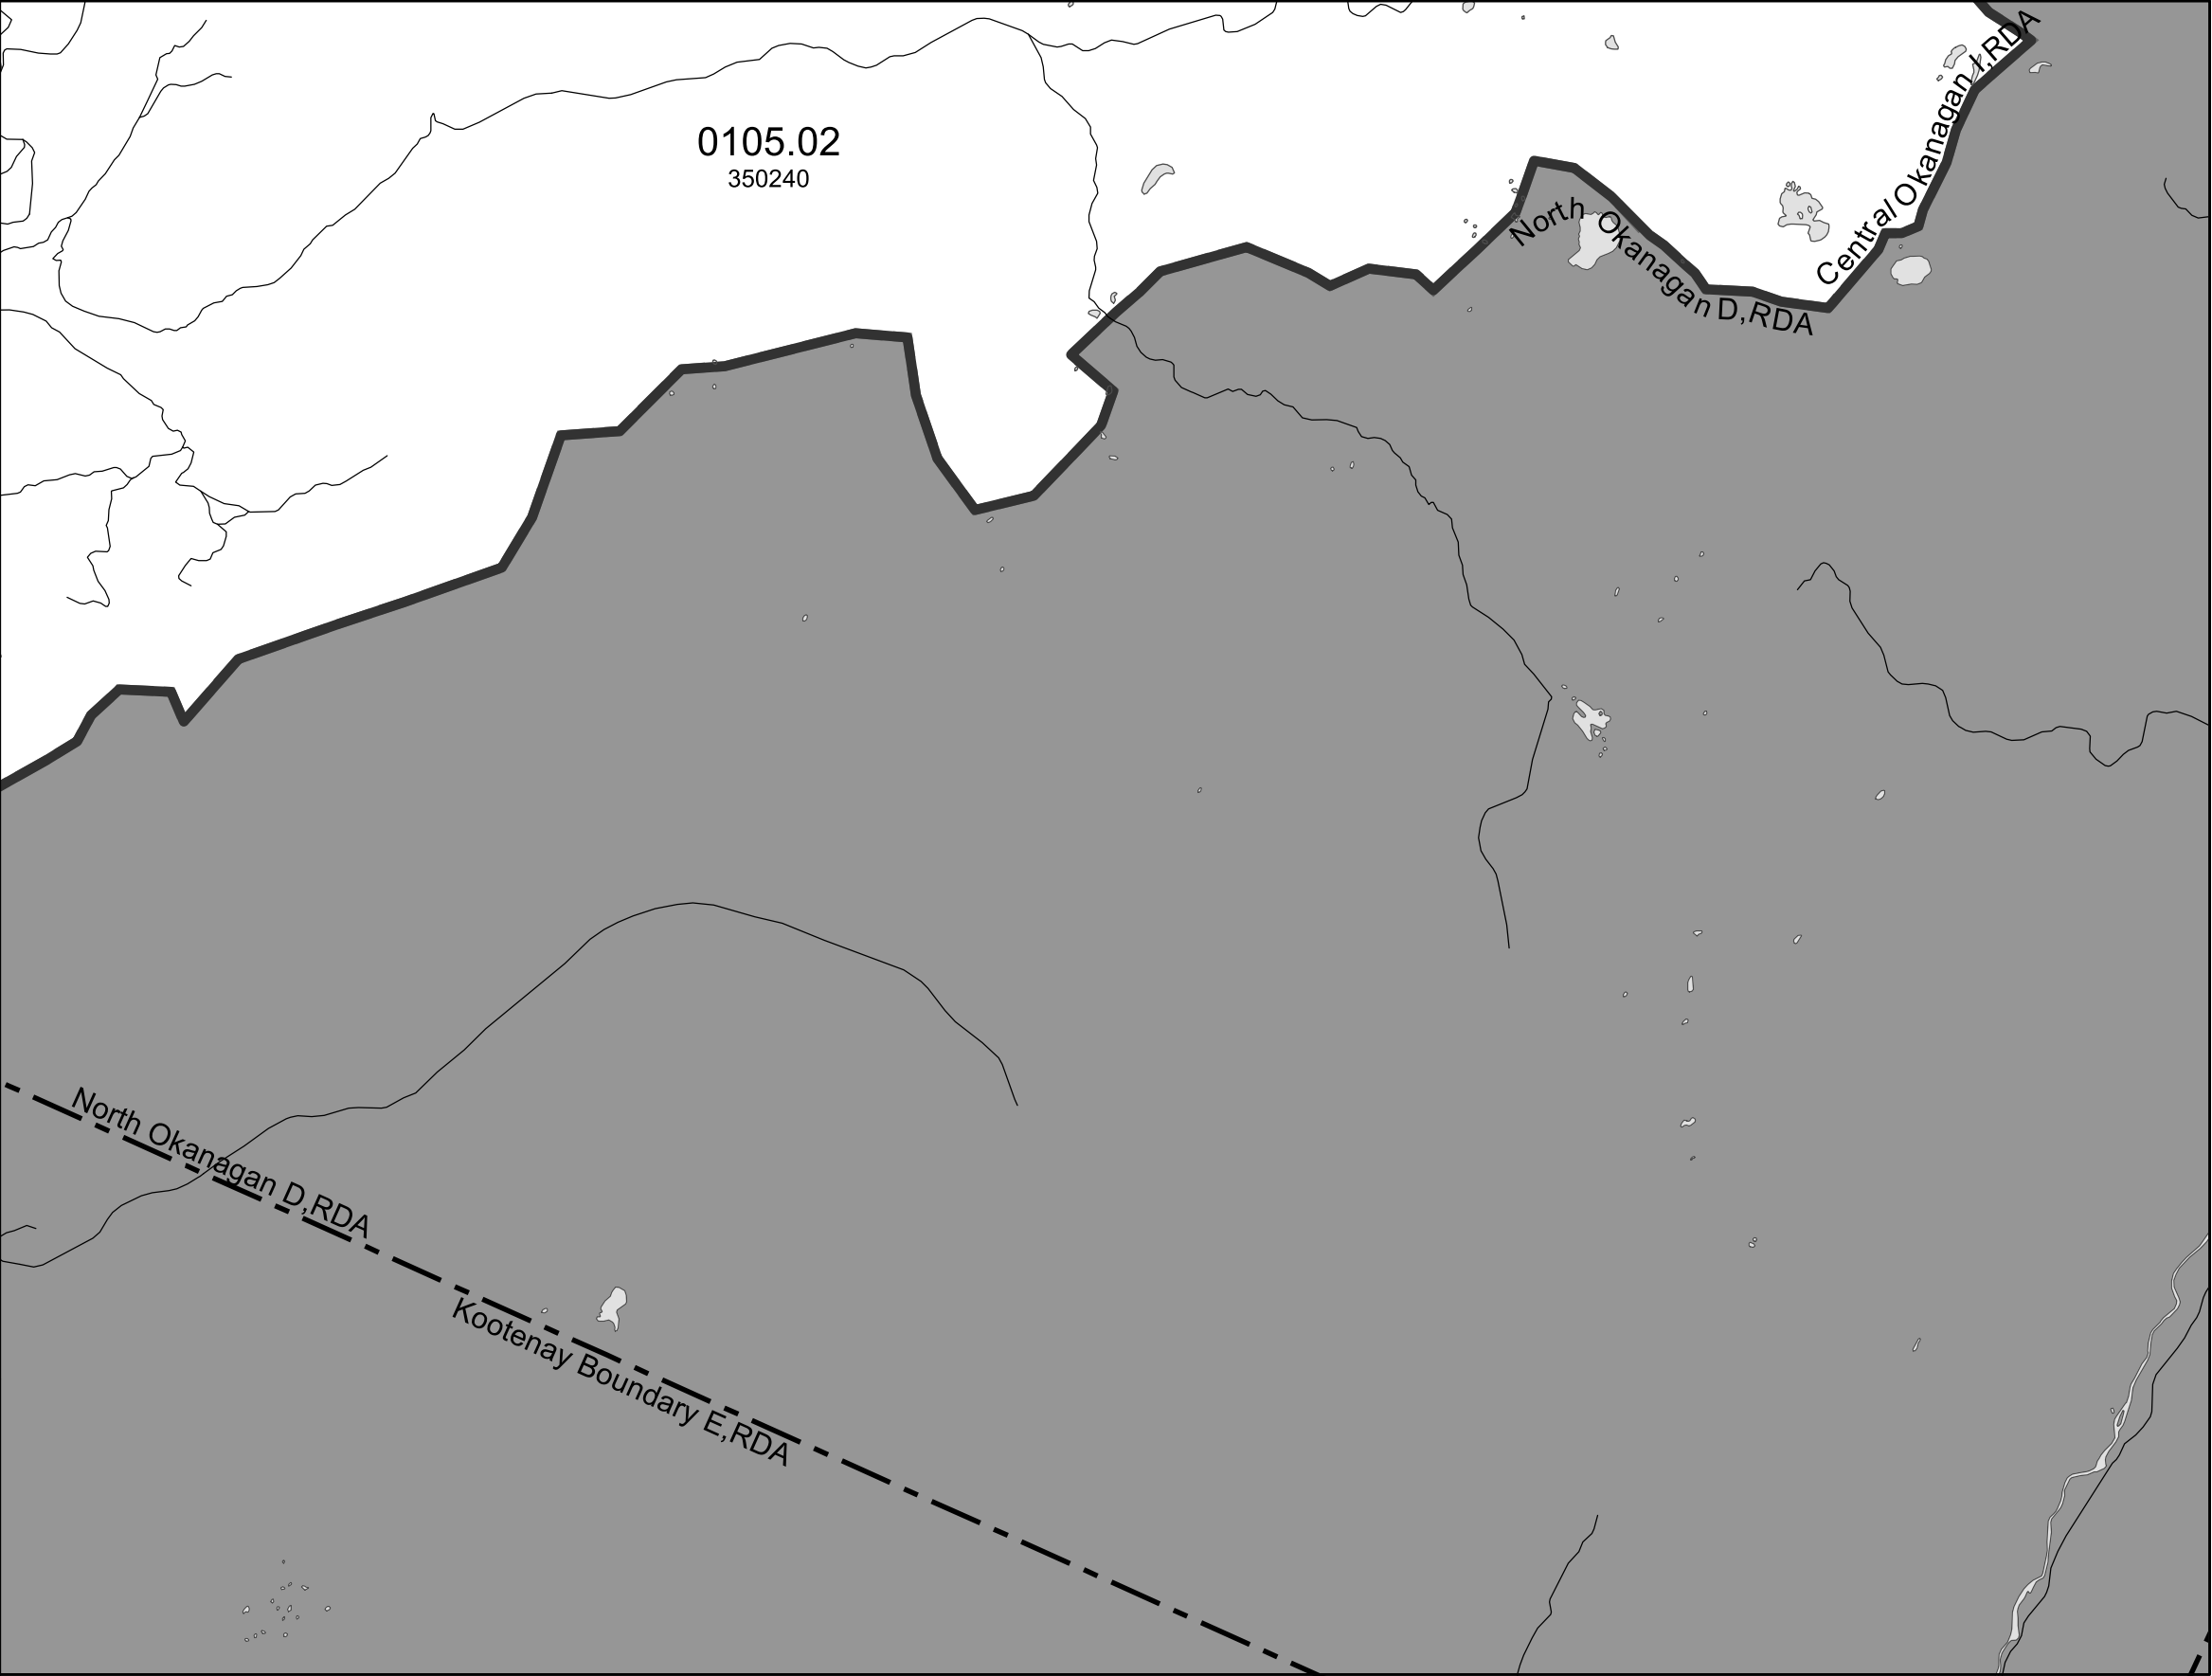 Central Okanagan I,RDA
0105.02
350240
North Okanagan D,RDA
North Okanagan D,RDA
Kootenay Boundary E,RDA